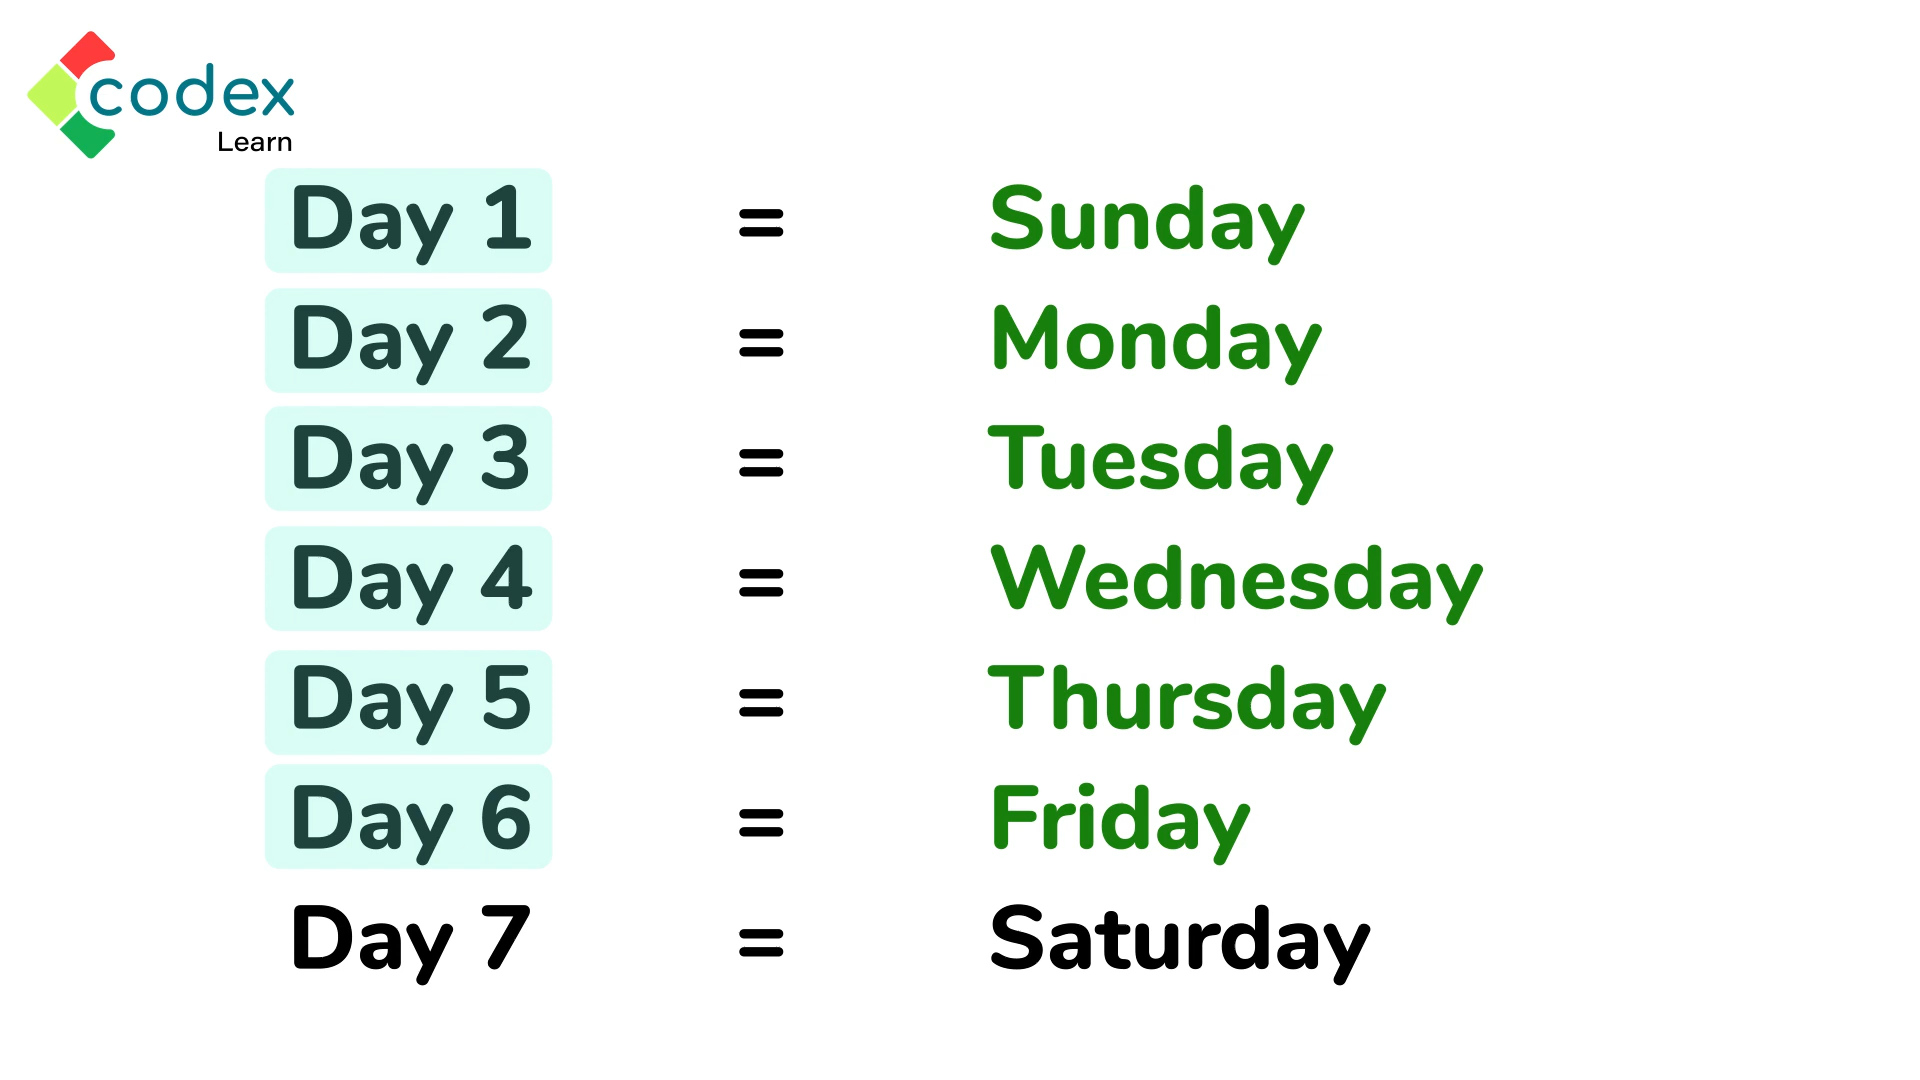 codex
Learn
Day 1 = Sunday
Day 2 = Monday
Day 3 = Tuesday
Day 4 = Wednesday
Day 5 = Thursday
Day 6 = Friday
Day 7 = Saturday